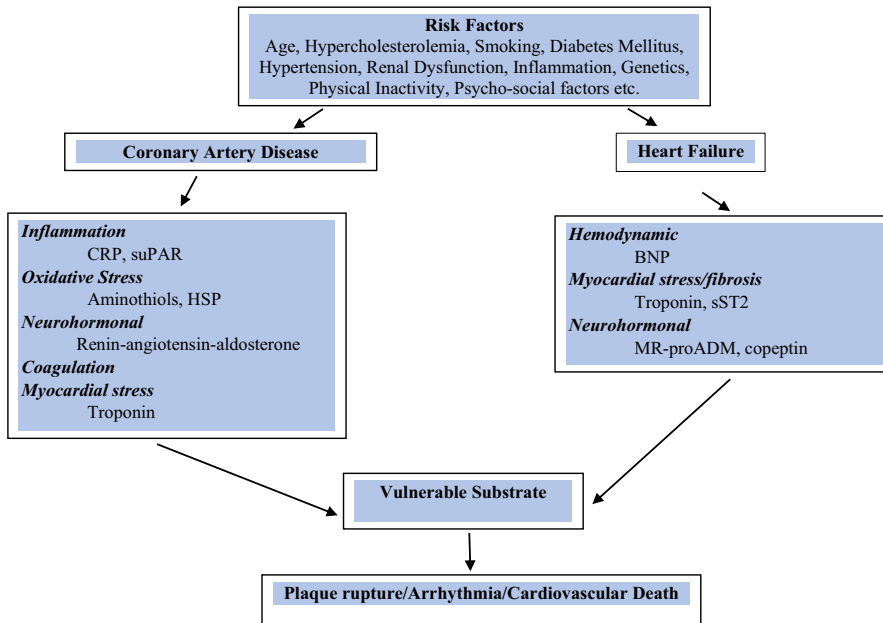 Risk Factors
Age, Hypercholesterolemia, Smoking, Diabetes Mellitus,
Hypertension, Renal Dysfunction, Inflammation, Genetics,
Physical Inactivity, Psycho-social factors etc.
Coronary Artery Disease
Heart Failure
Inflammation
CRP, suPAR
Oxidative Stress
Aminothiols, HSP
Neurohormonal
Renin-angiotensin-aldosterone
Coagulation
Myocardial stress
Troponin
Hemodynamic
BNP
Myocardial stress/fibrosis
Troponin, sST2
Neurohormonal
MR-proADM, copeptin
Vulnerable Substrate
Plaque rupture/Arrhythmia/Cardiovascular Death